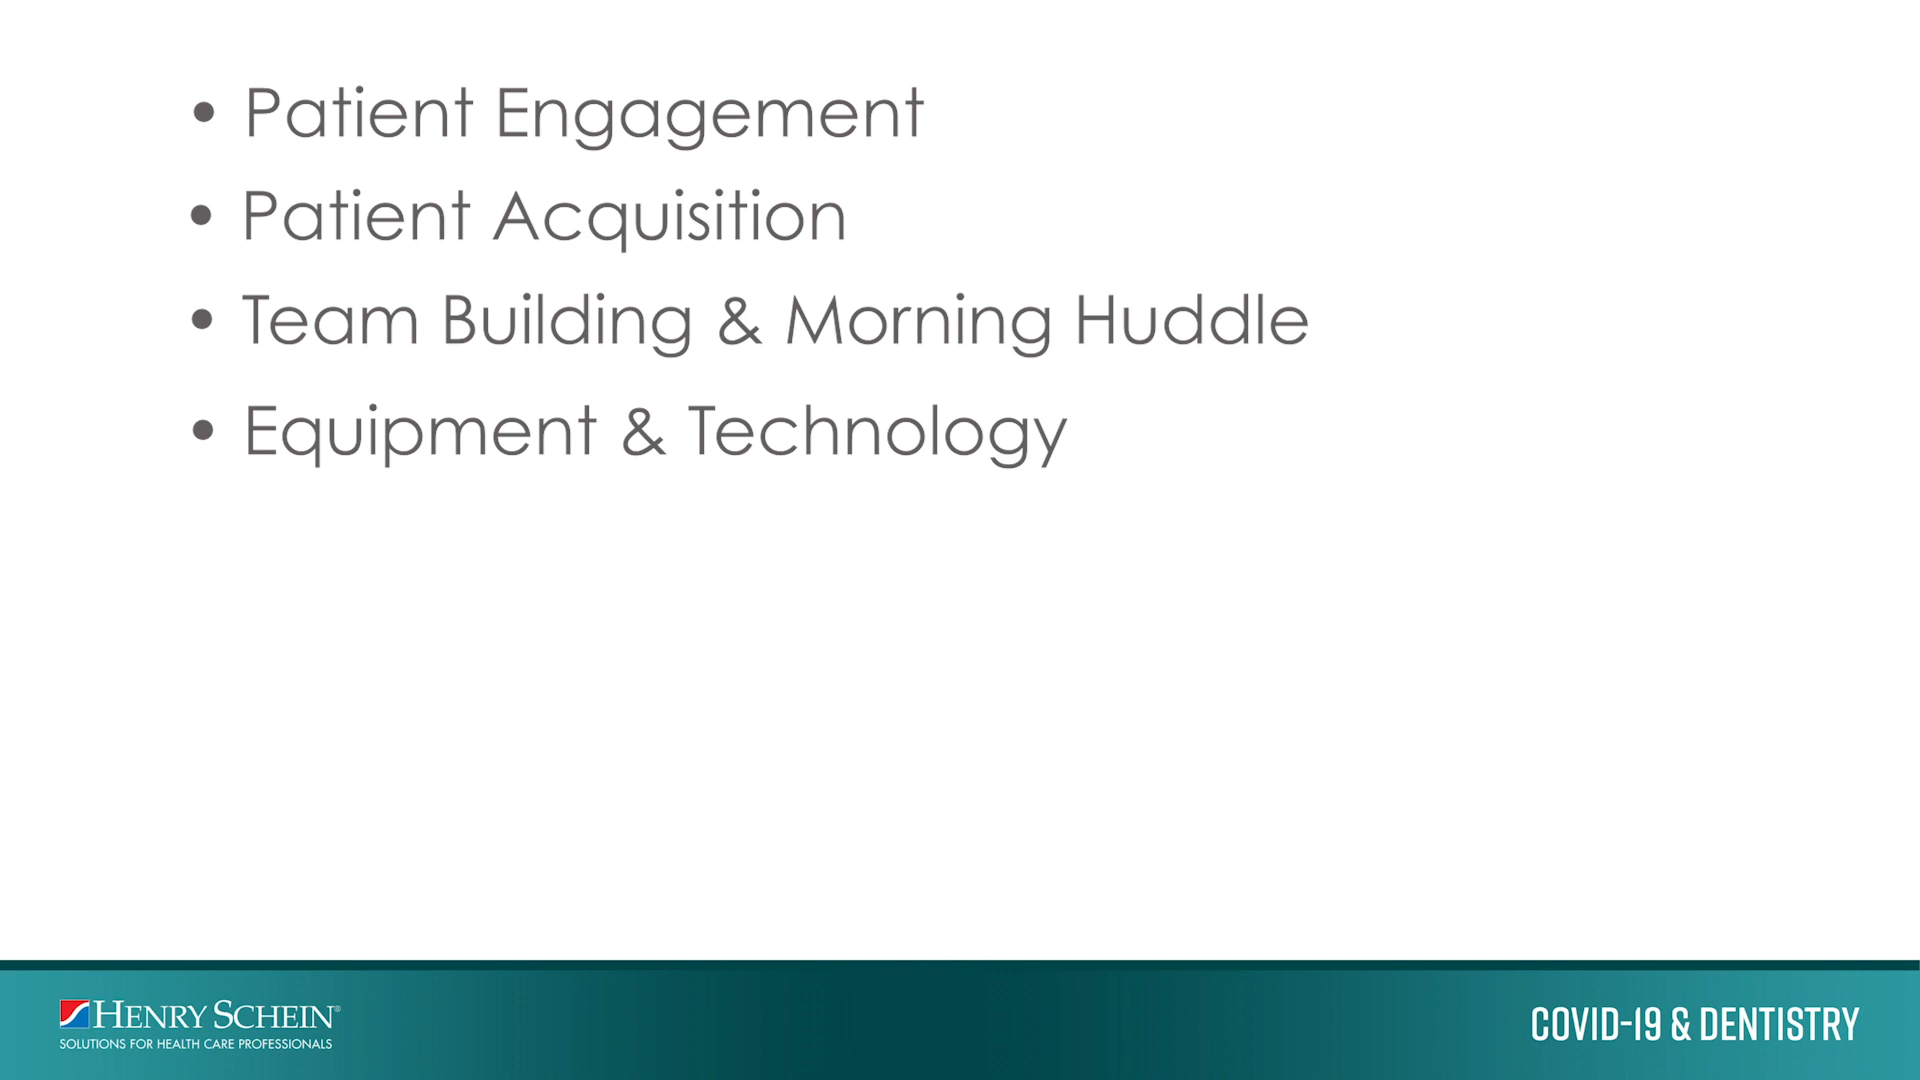 • Patient Engagement
• Patient Acquisition
• Team Building & Morning Huddle
• Equipment & Technology
HENRY SCHEIN®
SOLUTIONS FOR HEALTH CARE PROFESSIONALS
COVID-19 & DENTISTRY